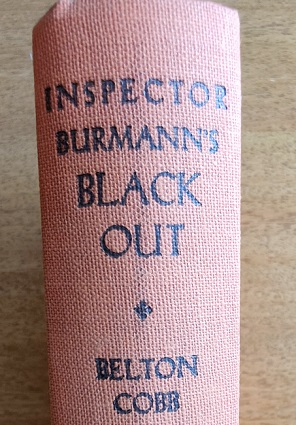 INSPECTOR
BURMANN'S
BLACK
OUT
BELTON
COBB